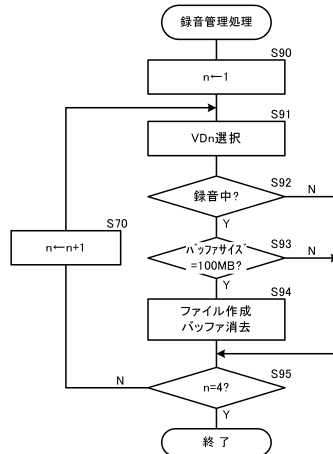 録音管理処理
S90
n←1
S91
VDn選択
S92
録音中?
N
Y
S70
n←n+1
S93
バッファサイズ
=100MB?
N
Y
S94
ファイル作成
バッファ消去
S95
n=4?
N
Y
終了